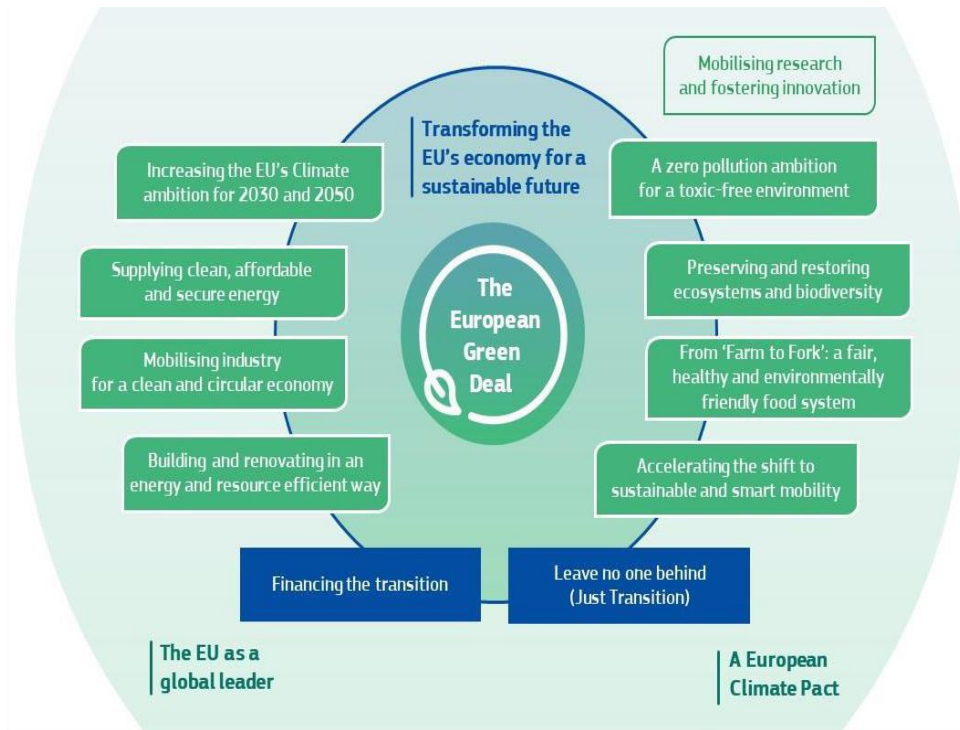 Mobilising research
and fostering innovation
Transforming the
EU's economy for a
sustainable future
Increasing the EU's Climate
ambition for 2030 and 2050
A zero pollution ambition
for a toxic-free environment
Supplying clean, affordable
and secure energy
The
European
Green
Deal
Preserving and restoring
ecosystems and biodiversity
Mobilising industry
for a clean and circular economy
From ‘Farm to Fork’: a fair,
healthy and environmentally
friendly food system
Building and renovating in an
energy and resource efficient way
Accelerating the shift to
sustainable and smart mobility
Financing the transition
Leave no one behind
(Just Transition)
The EU as a
global leader
A European
Climate Pact